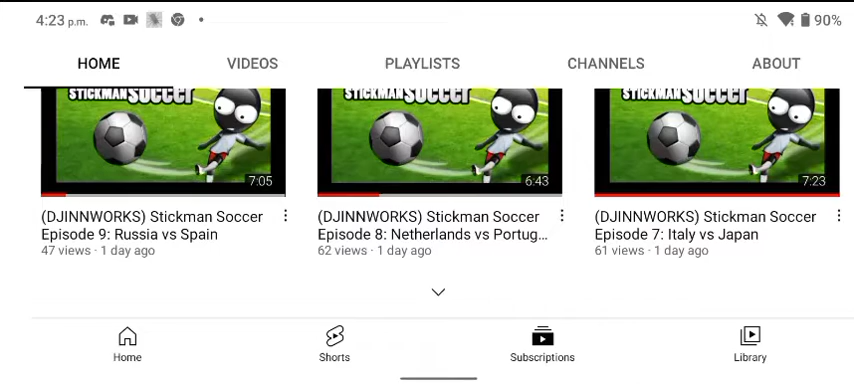 4:23 p.m.
90%
HOME VIDEOS PLAYLISTS CHANNELS ABOUT
STICKMAN SOCCER STICKMAN SOCCER STICKMAN SOCCER
7:05 6:43 7:23
(DJINNWORKS) Stickman Soccer
Episode 9: Russia vs Spain
47 views · 1 day ago
(DJINNWORKS) Stickman Soccer
Episode 8: Netherlands vs Portug...
62 views · 1 day ago
(DJINNWORKS) Stickman Soccer
Episode 7: Italy vs Japan
61 views · 1 day ago
Home Shorts Subscriptions Library